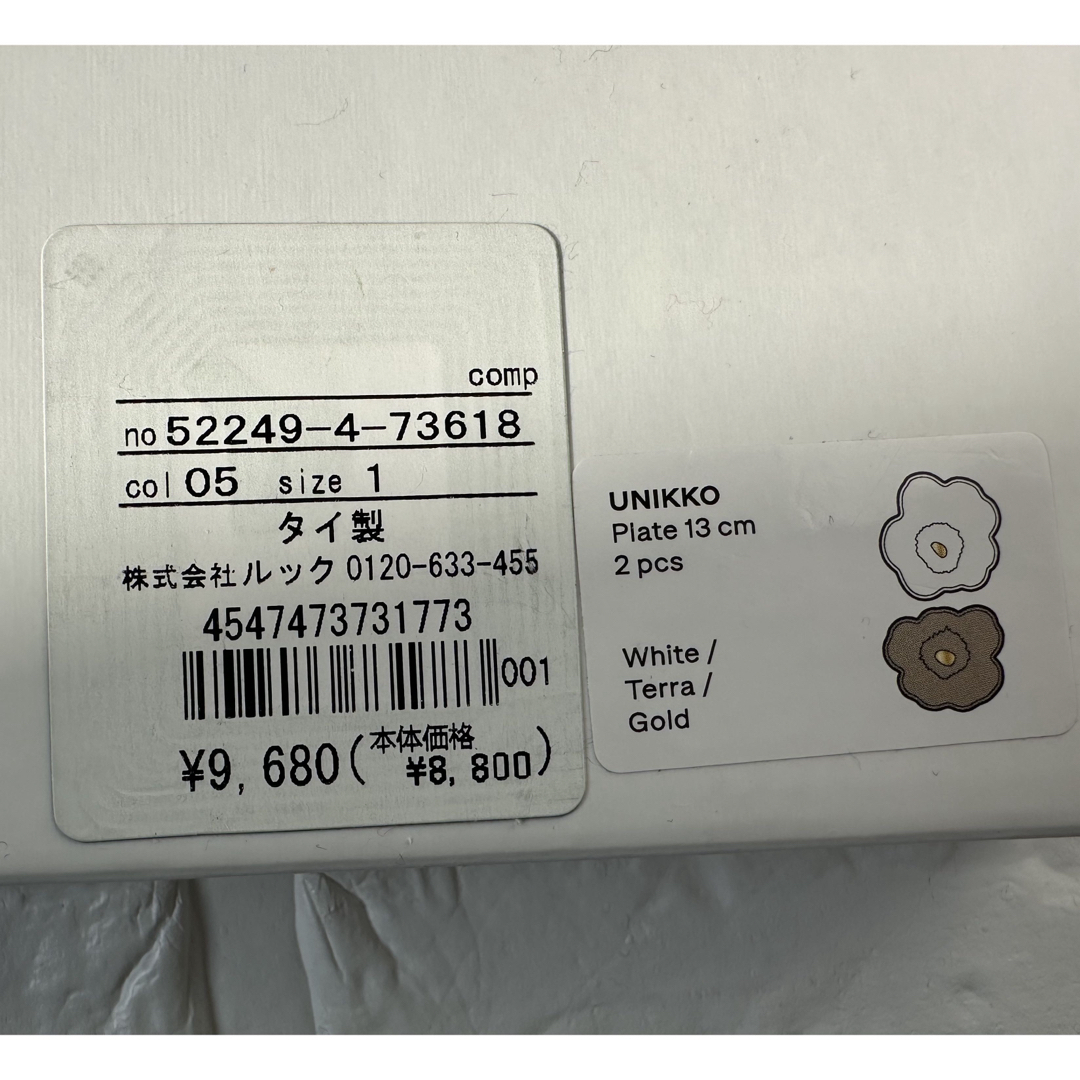 comp
no 52249-4-73618
col 05 size 1
タイ製
株式会社ルック 0120-633-455
4547473731773
001
¥9,680(本体価格
¥8,800)
UNIKKO
Plate 13 cm
2 pcs
White /
Terra /
Gold